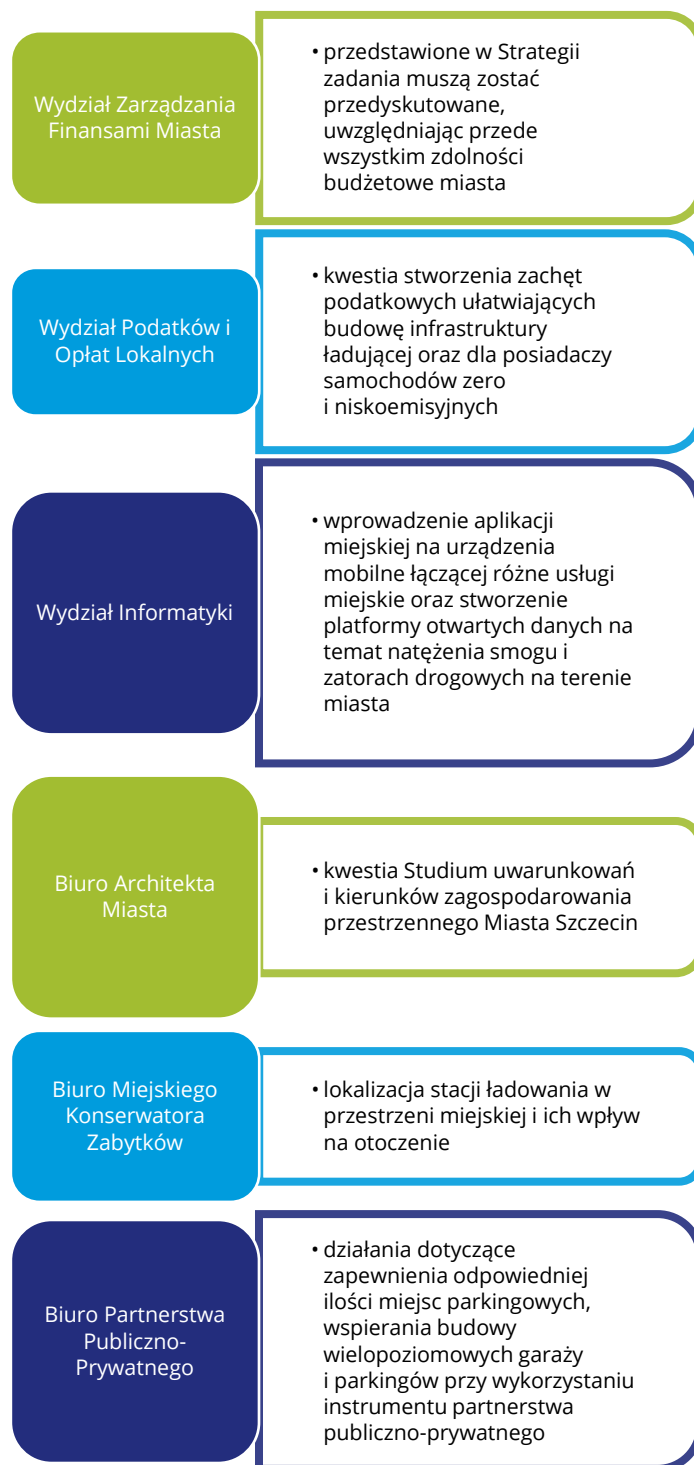 Wydział Zarządzania
Finansami Miasta
• przedstawione w Strategii
zadania muszą zostać
przedyskutowane,
uwzględniając przede
wszystkim zdolności
budżetowe miasta
Wydział Podatków i
Opłat Lokalnych
• kwestia stworzenia zachęt
podatkowych ułatwiających
budowę infrastruktury
ładującej oraz dla posiadaczy
samochodów zero
i niskoemisyjnych
Wydział Informatyki
• wprowadzenie aplikacji
miejskiej na urządzenia
mobilne łączącej różne usługi
miejskie oraz stworzenie
platformy otwartych danych na
temat natężenia smogu i
zatorach drogowych na terenie
miasta
Biuro Architekta
Miasta
• kwestia Studium uwarunkowań
i kierunków zagospodarowania
przestrzennego Miasta Szczecin
Biuro Miejskiego
Konserwatora
Zabytków
• lokalizacja stacji ładowania w
przestrzeni miejskiej i ich wpływ
na otoczenie
Biuro Partnerstwa
Publiczno-
Prywatnego
• działania dotyczące
zapewnienia odpowiedniej
ilości miejsc parkingowych,
wspierania budowy
wielopoziomowych garaży
i parkingów przy wykorzystaniu
instrumentu partnerstwa
publiczno-prywatnego